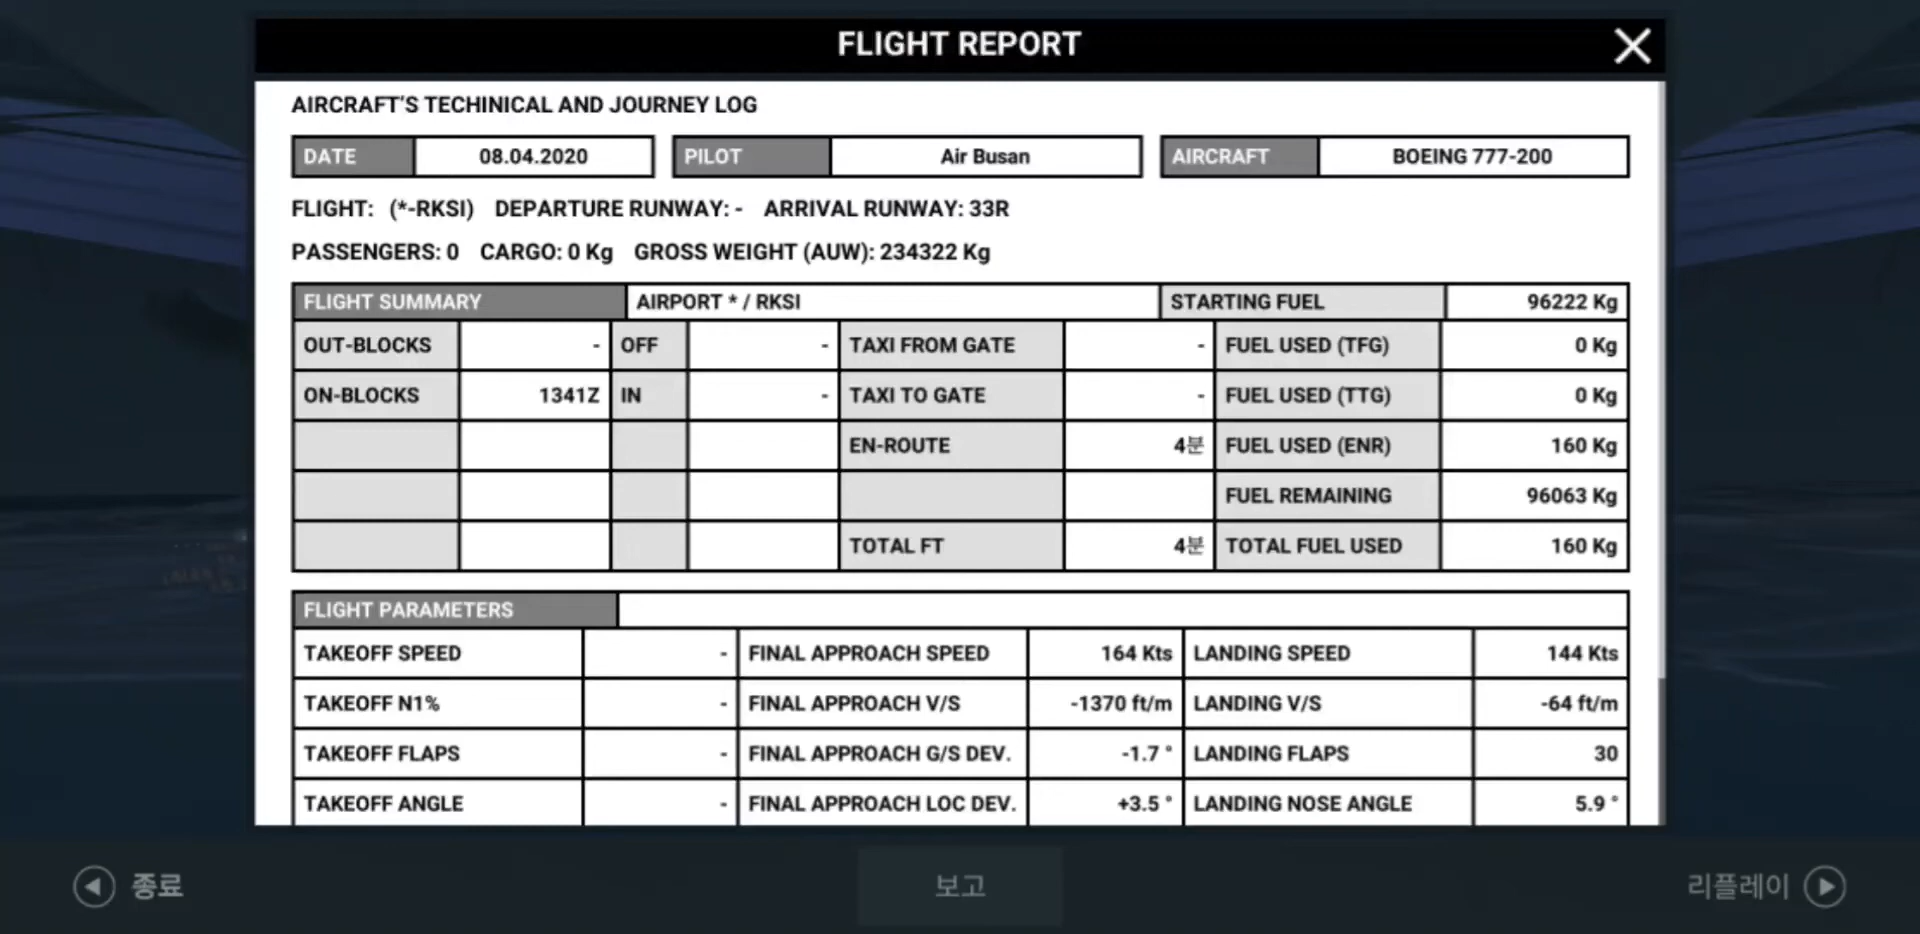 FLIGHT REPORT
AIRCRAFT'S TECHINICAL AND JOURNEY LOG
DATE 08.04.2020 PILOT Air Busan AIRCRAFT BOEING 777-200
FLIGHT: (*-RKSI) DEPARTURE RUNWAY: - ARRIVAL RUNWAY: 33R
PASSENGERS: 0 CARGO: 0 Kg GROSS WEIGHT (AUW): 234322 Kg
FLIGHT SUMMARY AIRPORT * / RKSI STARTING FUEL 96222 Kg
OUT-BLOCKS - OFF - TAXI FROM GATE - FUEL USED (TFG) 0 Kg
ON-BLOCKS 1341Z IN - TAXI TO GATE - FUEL USED (TTG) 0 Kg
EN-ROUTE 4분 FUEL USED (ENR) 160 Kg
FUEL REMAINING 96063 Kg
TOTAL FT 4분 TOTAL FUEL USED 160 Kg
FLIGHT PARAMETERS
TAKEOFF SPEED - FINAL APPROACH SPEED 164 Kts LANDING SPEED 144 Kts
TAKEOFF N1% - FINAL APPROACH V/S -1370 ft/m LANDING V/S -64 ft/m
TAKEOFF FLAPS - FINAL APPROACH G/S DEV. -1.7 ° LANDING FLAPS 30
TAKEOFF ANGLE - FINAL APPROACH LOC DEV. +3.5 ° LANDING NOSE ANGLE 5.9 °
종료 보고 리플레이